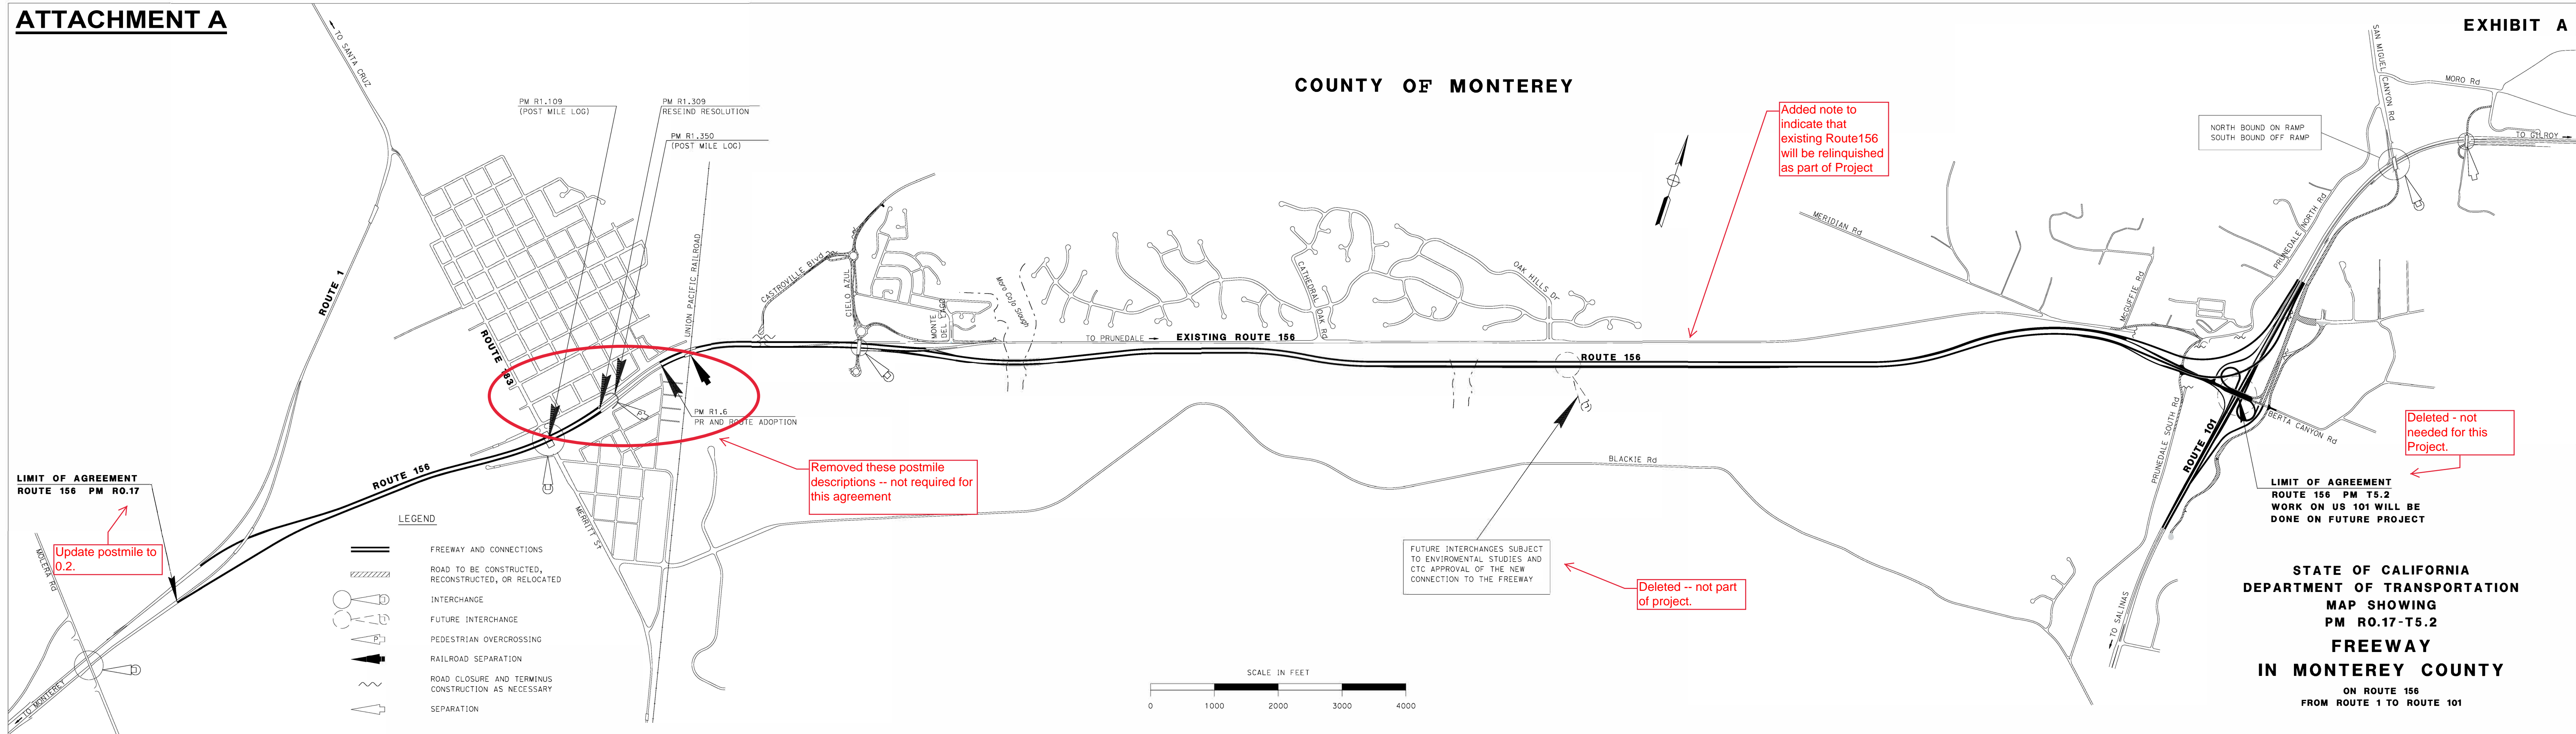 ATTACHMENT A
EXHIBIT A
COUNTY OF MONTEREY
TO SANTA CRUZ
PM R1.109
(POST MILE LOG)
PM R1.309
RESEIND RESOLUTION
PM R1.350
(POST MILE LOG)
Added note to
indicate that
existing Route156
will be relinquished
as part of Project
NORTH BOUND ON RAMP
SOUTH BOUND OFF RAMP
SAN MIGUEL
CANYON Rd
MORO Rd
TO GILROY
PRUNEDALE NORTH Rd
MERIDIAN Rd
McGUFFIE Rd
ROUTE 1
ROUTE 183
UNION PACIFIC RAILROAD
CASTROVILLE Blvd
CIELO AZUL
MONTE
DEL LAGO
Moro Cojo Slough
CATHEDRAL OAK Rd
OAK HILLS Dr
TO PRUNEDALE
EXISTING ROUTE 156
ROUTE 156
PM R1.6
PR AND ROUTE ADOPTION
Removed these postmile
descriptions -- not required for
this agreement
BLACKIE Rd
PRUNEDALE SOUTH Rd
ROUTE 101
BERTA CANYON Rd
Deleted - not
needed for this
Project.
LIMIT OF AGREEMENT
ROUTE 156 PM T5.2
WORK ON US 101 WILL BE
DONE ON FUTURE PROJECT
LIMIT OF AGREEMENT
ROUTE 156 PM R0.17
ROUTE 156
Update postmile to
0.2.
MOLERA Rd
TO MONTEREY
MERRITT ST
LEGEND
FREEWAY AND CONNECTIONS
ROAD TO BE CONSTRUCTED,
RECONSTRUCTED, OR RELOCATED
INTERCHANGE
FUTURE INTERCHANGE
P
PEDESTRIAN OVERCROSSING
RAILROAD SEPARATION
ROAD CLOSURE AND TERMINUS
CONSTRUCTION AS NECESSARY
SEPARATION
FUTURE INTERCHANGES SUBJECT
TO ENVIROMENTAL STUDIES AND
CTC APPROVAL OF THE NEW
CONNECTION TO THE FREEWAY
Deleted -- not part
of project.
SCALE IN FEET
0 1000 2000 3000 4000
TO SALINAS
STATE OF CALIFORNIA
DEPARTMENT OF TRANSPORTATION
MAP SHOWING
PM R0.17-T5.2
FREEWAY
IN MONTEREY COUNTY
ON ROUTE 156
FROM ROUTE 1 TO ROUTE 101